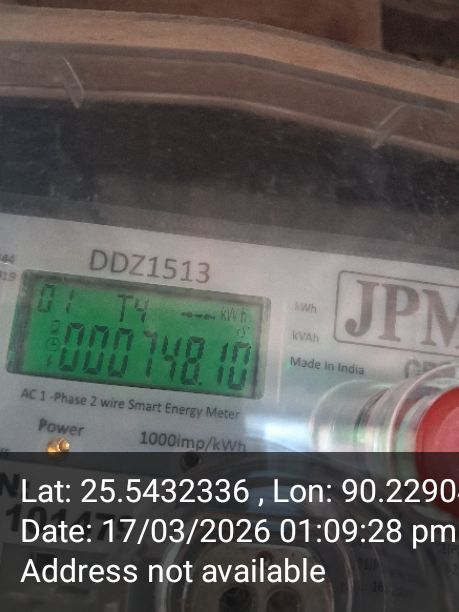 DDZ1513
01 T4 kWh
000748.10
kWh
kVAh
JPM
Made in India
AC 1 -Phase 2 wire Smart Energy Meter
Power
1000imp/kWh
Lat: 25.5432336 , Lon: 90.2290
Date: 17/03/2026 01:09:28 pm
Address not available